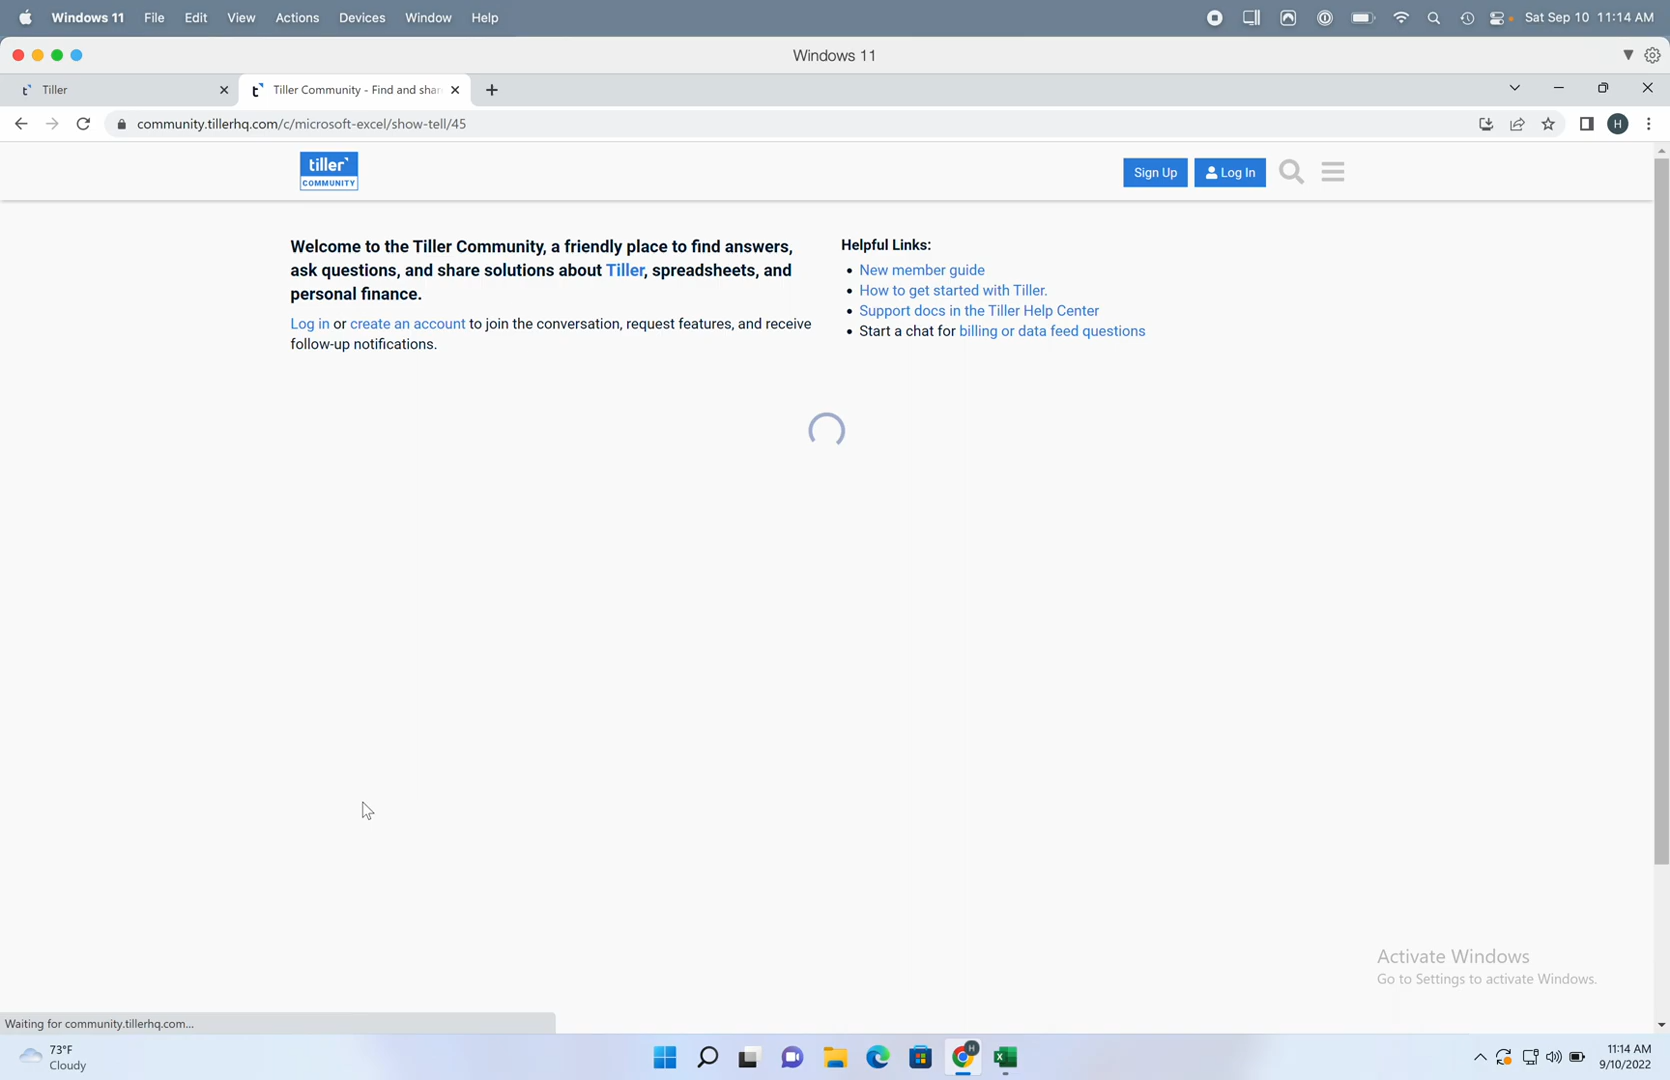 Windows 11 File Edit View Actions Devices Window Help Sat Sep 10 11:14 AM
Windows 11
Tiller
Tiller Community - Find and shar
community.tillerhq.com/c/microsoft-excel/show-tell/45
H
tiller
COMMUNITY
Sign Up
Log In
Welcome to the Tiller Community, a friendly place to find answers,
ask questions, and share solutions about Tiller, spreadsheets, and
personal finance.
Log in or create an account to join the conversation, request features, and receive
follow-up notifications.
Helpful Links:
New member guide
How to get started with Tiller.
Support docs in the Tiller Help Center
Start a chat for billing or data feed questions
Activate Windows
Go to Settings to activate Windows.
Waiting for community.tillerhq.com...
73°F
Cloudy
H
11:14 AM
9/10/2022